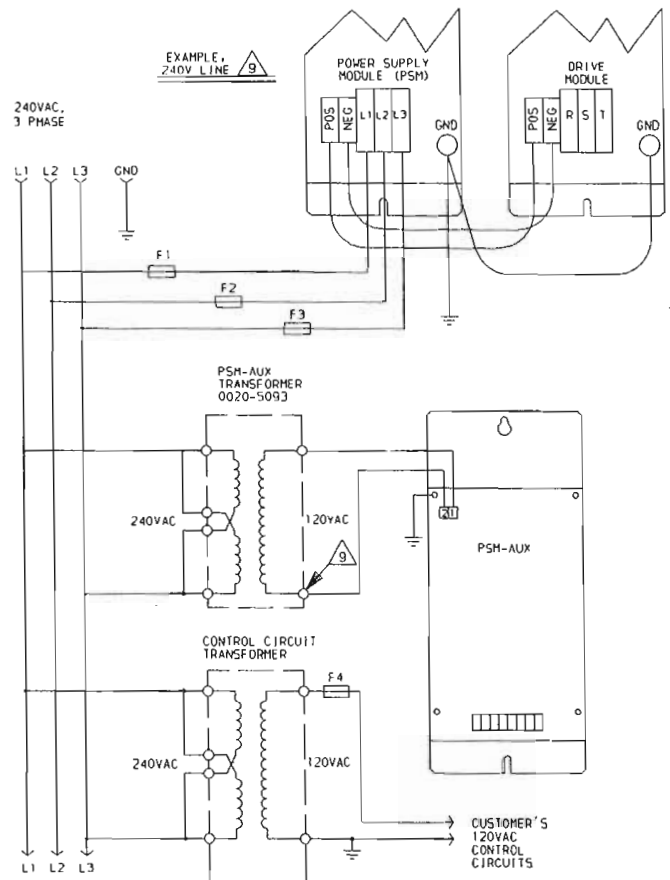 EXAMPLE,
240V LINE 9
POWER SUPPLY
MODULE (PSM)
DRIVE
MODULE
240VAC,
3 PHASE
POS NEG L1 L2 L3 GND
POS NEG R S T GND
L1 L2 L3 GND
F1
F2
F3
PSM-AUX
TRANSFORMER
0020-5093
240VAC
120VAC
21
9
PSM-AUX
CONTROL CIRCUIT
TRANSFORMER
F4
240VAC
120VAC
CUSTOMER'S
120VAC
CONTROL
CIRCUITS
L1 L2 L3